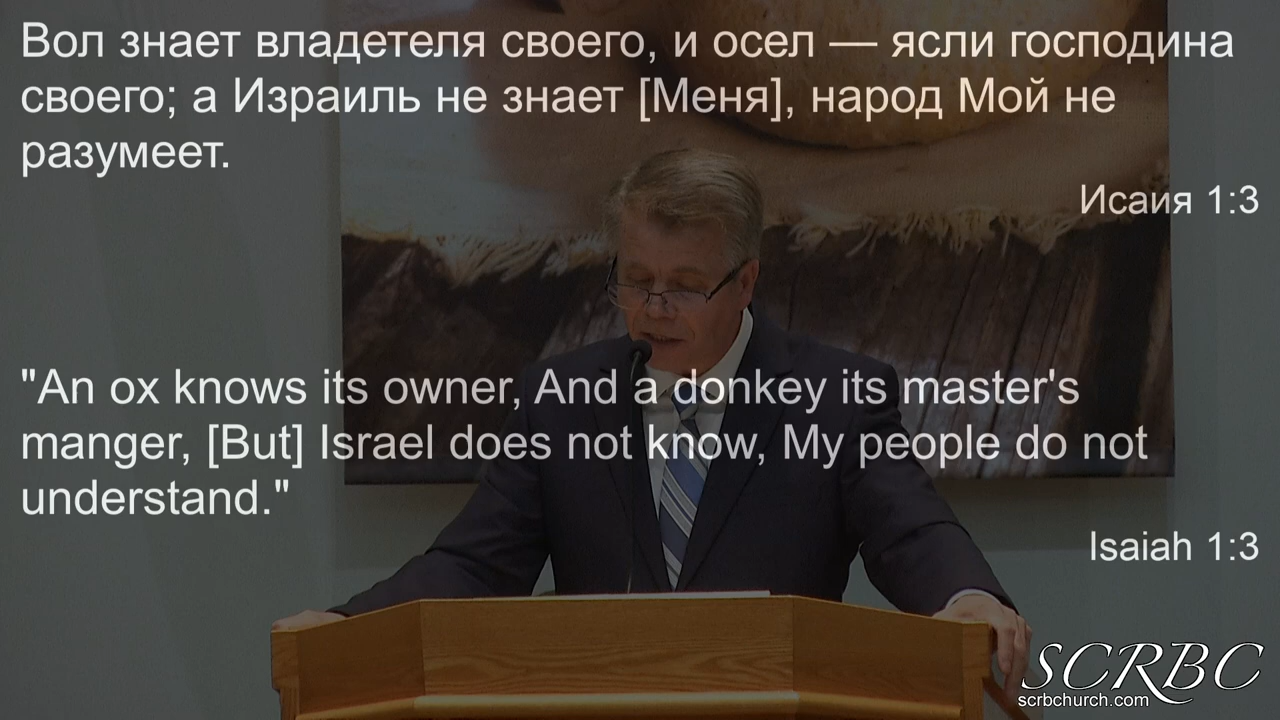 Вол знает владетеля своего, и осел — ясли господина
своего; а Израиль не знает [Меня], народ Мой не
разумеет.
Исаия 1:3
"An ox knows its owner, And a donkey its master's
manger, [But] Israel does not know, My people do not
understand."
Isaiah 1:3
SCRBC
scrbchurch.com